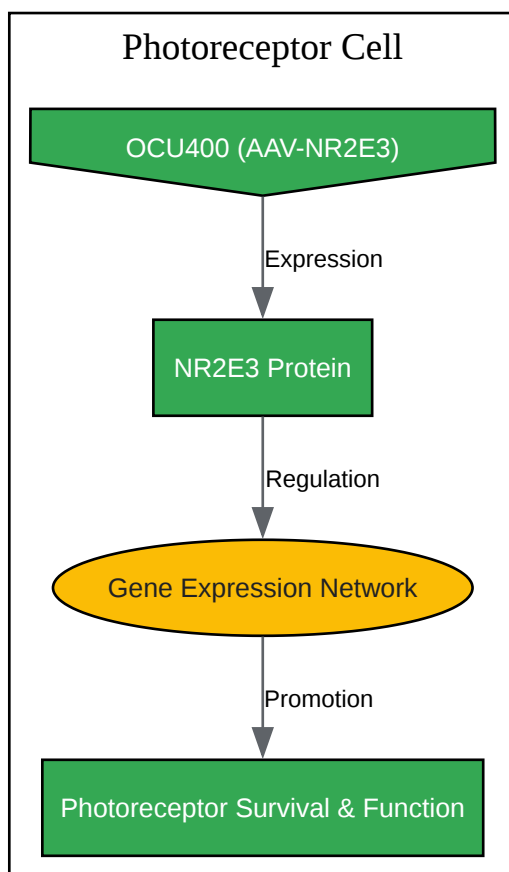 Photoreceptor Cell
OCU400 (AAV-NR2E3)
Expression
NR2E3 Protein
Regulation
Gene Expression Network
Promotion
Photoreceptor Survival & Function